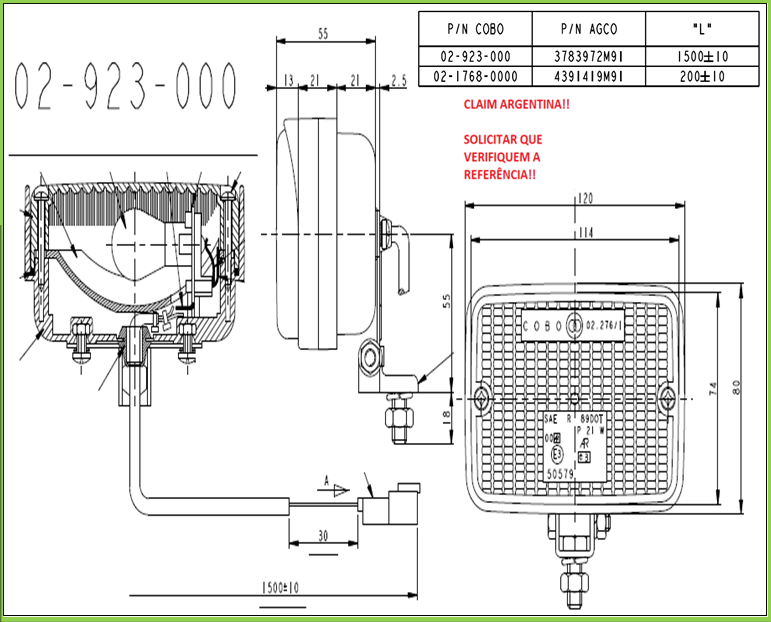 P/N COBO P/N AGCO "L"
02-923-000 3783972M91 1500±10
02-1768-0000 4391419M91 200±10
CLAIM ARGENTINA!!
SOLICITAR QUE
VERIFIQUEM A
REFERÊNCIA!!
02-923-000
55
13 21 21 2.5
120
114
55
18
74
80
COBO 02.276/1
SAE R 89DOT
P 21 W
00
AR
E3
50579
A
30
1500±10